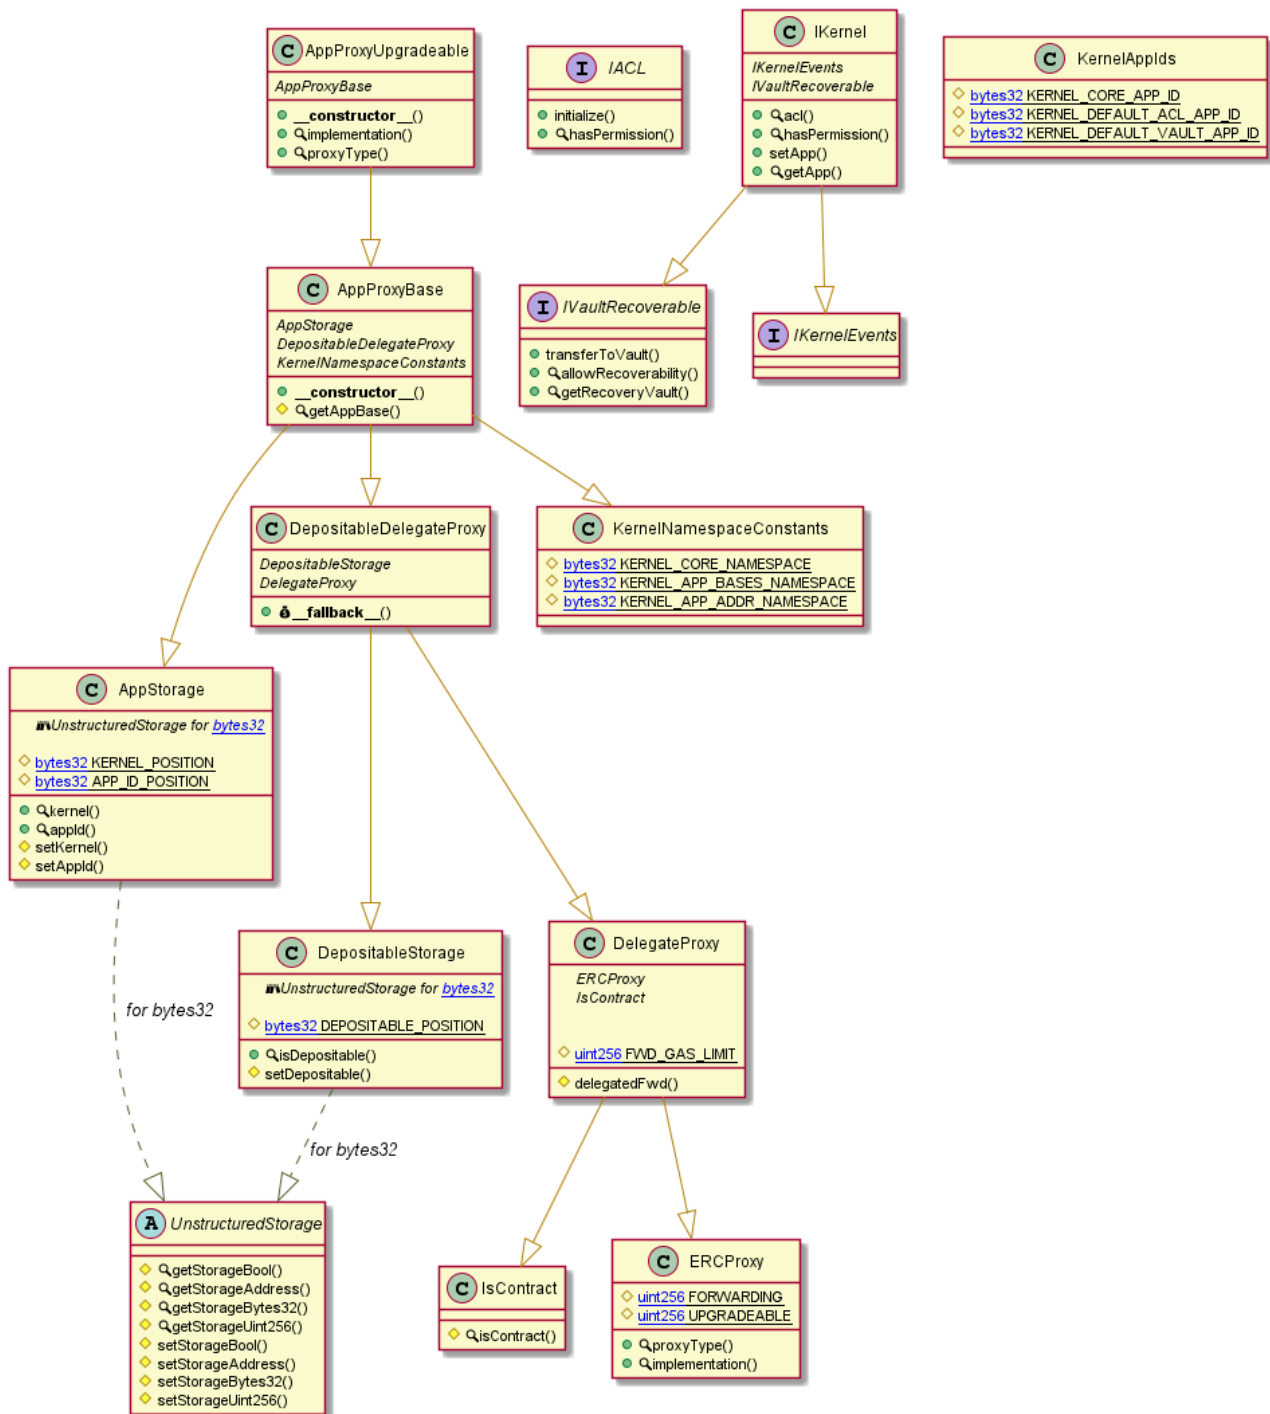 C AppProxyUpgradeable
AppProxyBase
__constructor__()
implementation()
proxyType()
I IACL
initialize()
hasPermission()
C IKernel
IKernelEvents
IVaultRecoverable
acl()
hasPermission()
setApp()
getApp()
C KernelAppIds
bytes32 KERNEL_CORE_APP_ID
bytes32 KERNEL_DEFAULT_ACL_APP_ID
bytes32 KERNEL_DEFAULT_VAULT_APP_ID
C AppProxyBase
AppStorage
DepositableDelegateProxy
KernelNamespaceConstants
__constructor__()
getAppBase()
I IVaultRecoverable
transferToVault()
allowRecoverability()
getRecoveryVault()
I IKernelEvents
C DepositableDelegateProxy
DepositableStorage
DelegateProxy
__fallback__()
C KernelNamespaceConstants
bytes32 KERNEL_CORE_NAMESPACE
bytes32 KERNEL_APP_BASES_NAMESPACE
bytes32 KERNEL_APP_ADDR_NAMESPACE
C AppStorage
UnstructuredStorage for bytes32
bytes32 KERNEL_POSITION
bytes32 APP_ID_POSITION
kernel()
appId()
setKernel()
setAppId()
C DepositableStorage
UnstructuredStorage for bytes32
bytes32 DEPOSITABLE_POSITION
isDepositable()
setDepositable()
C DelegateProxy
ERCProxy
IsContract
uint256 FWD_GAS_LIMIT
delegatedFwd()
for bytes32
for bytes32
A UnstructuredStorage
getStorageBool()
getStorageAddress()
getStorageBytes32()
getStorageUint256()
setStorageBool()
setStorageAddress()
setStorageBytes32()
setStorageUint256()
C IsContract
isContract()
C ERCProxy
uint256 FORWARDING
uint256 UPGRADEABLE
proxyType()
implementation()